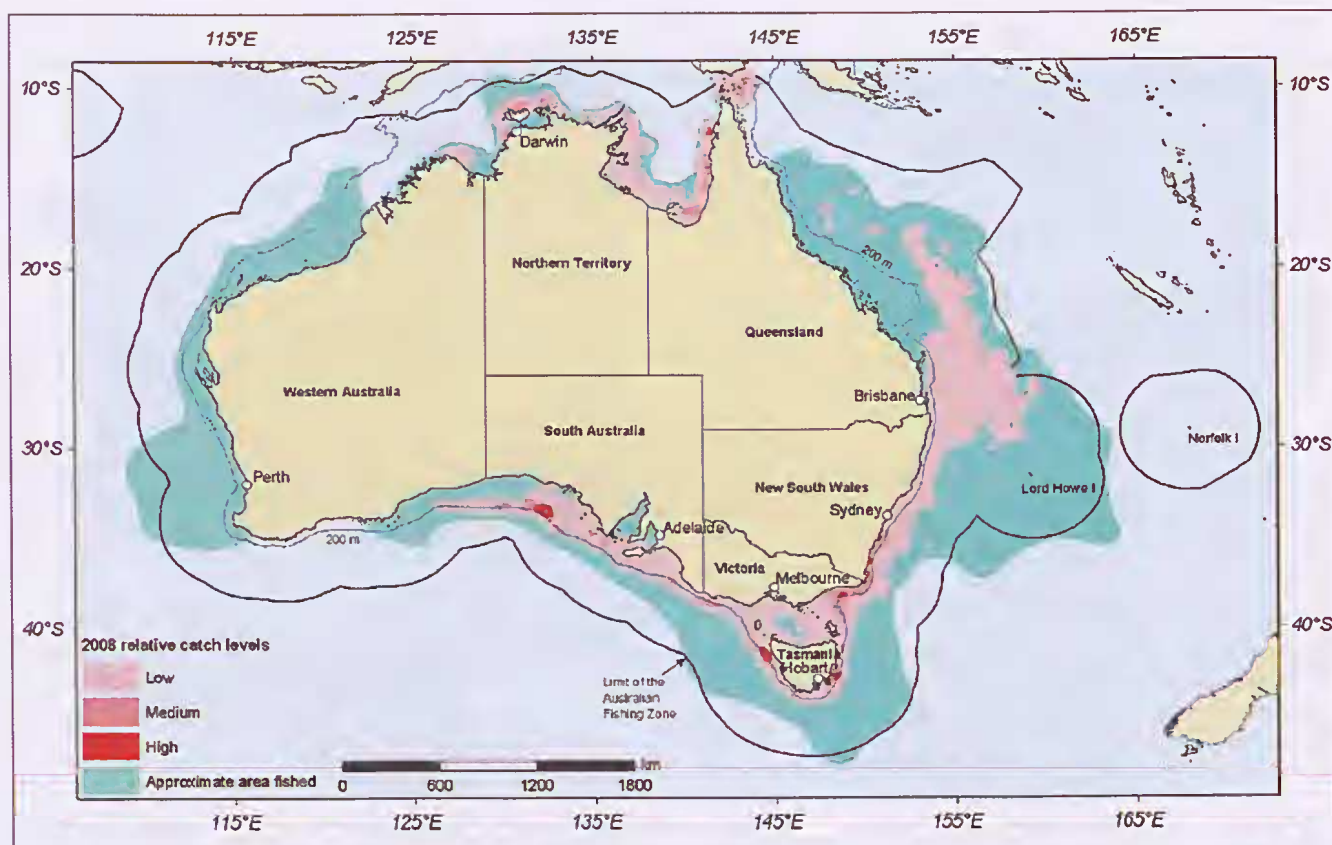 115°E 125°E 135°E 145°E 155°E 165°E
10°S 10°S
Darwin
200 m
20°S 20°S
Northern Territory
Queensland
Western Australia
Brisbane
South Australia
30°S 30°S
Norfolk I
Perth
New South Wales
Lord Howe I
Sydney
Adelaide
200 m
Victoria
Melbourne
40°S 40°S
Tasmania
Hobart
2008 relative catch levels
Low
Medium
High
Approximate area fished
Limit of the
Australian
Fishing Zone
km
0 600 1200 1800
115°E 125°E 135°E 145°E 155°E 165°E